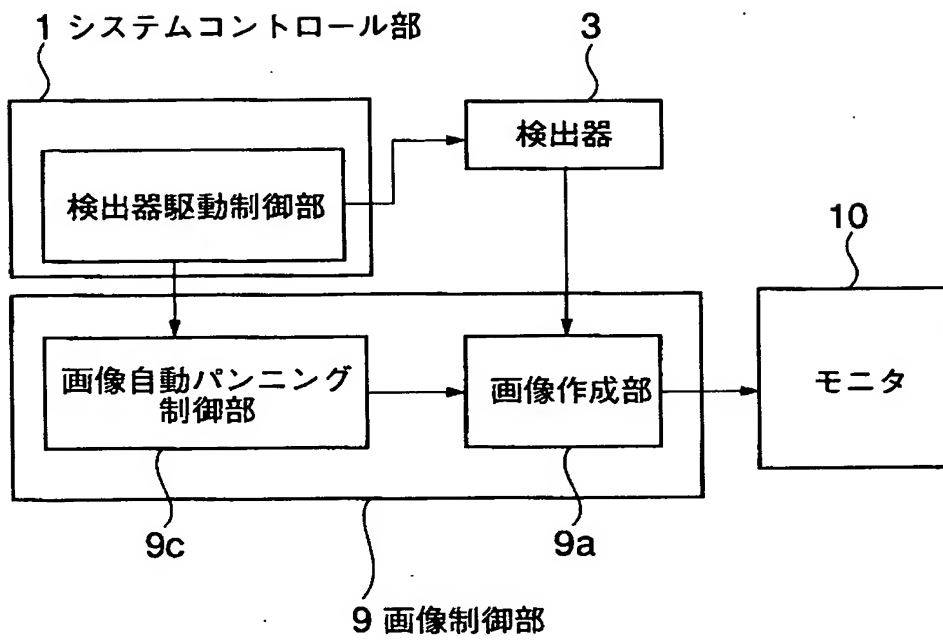 1 システムコントロール部
3
検出器
検出器駆動制御部
10
画像自動パンニング
制御部
画像作成部
モニタ
9c
9a
9 画像制御部